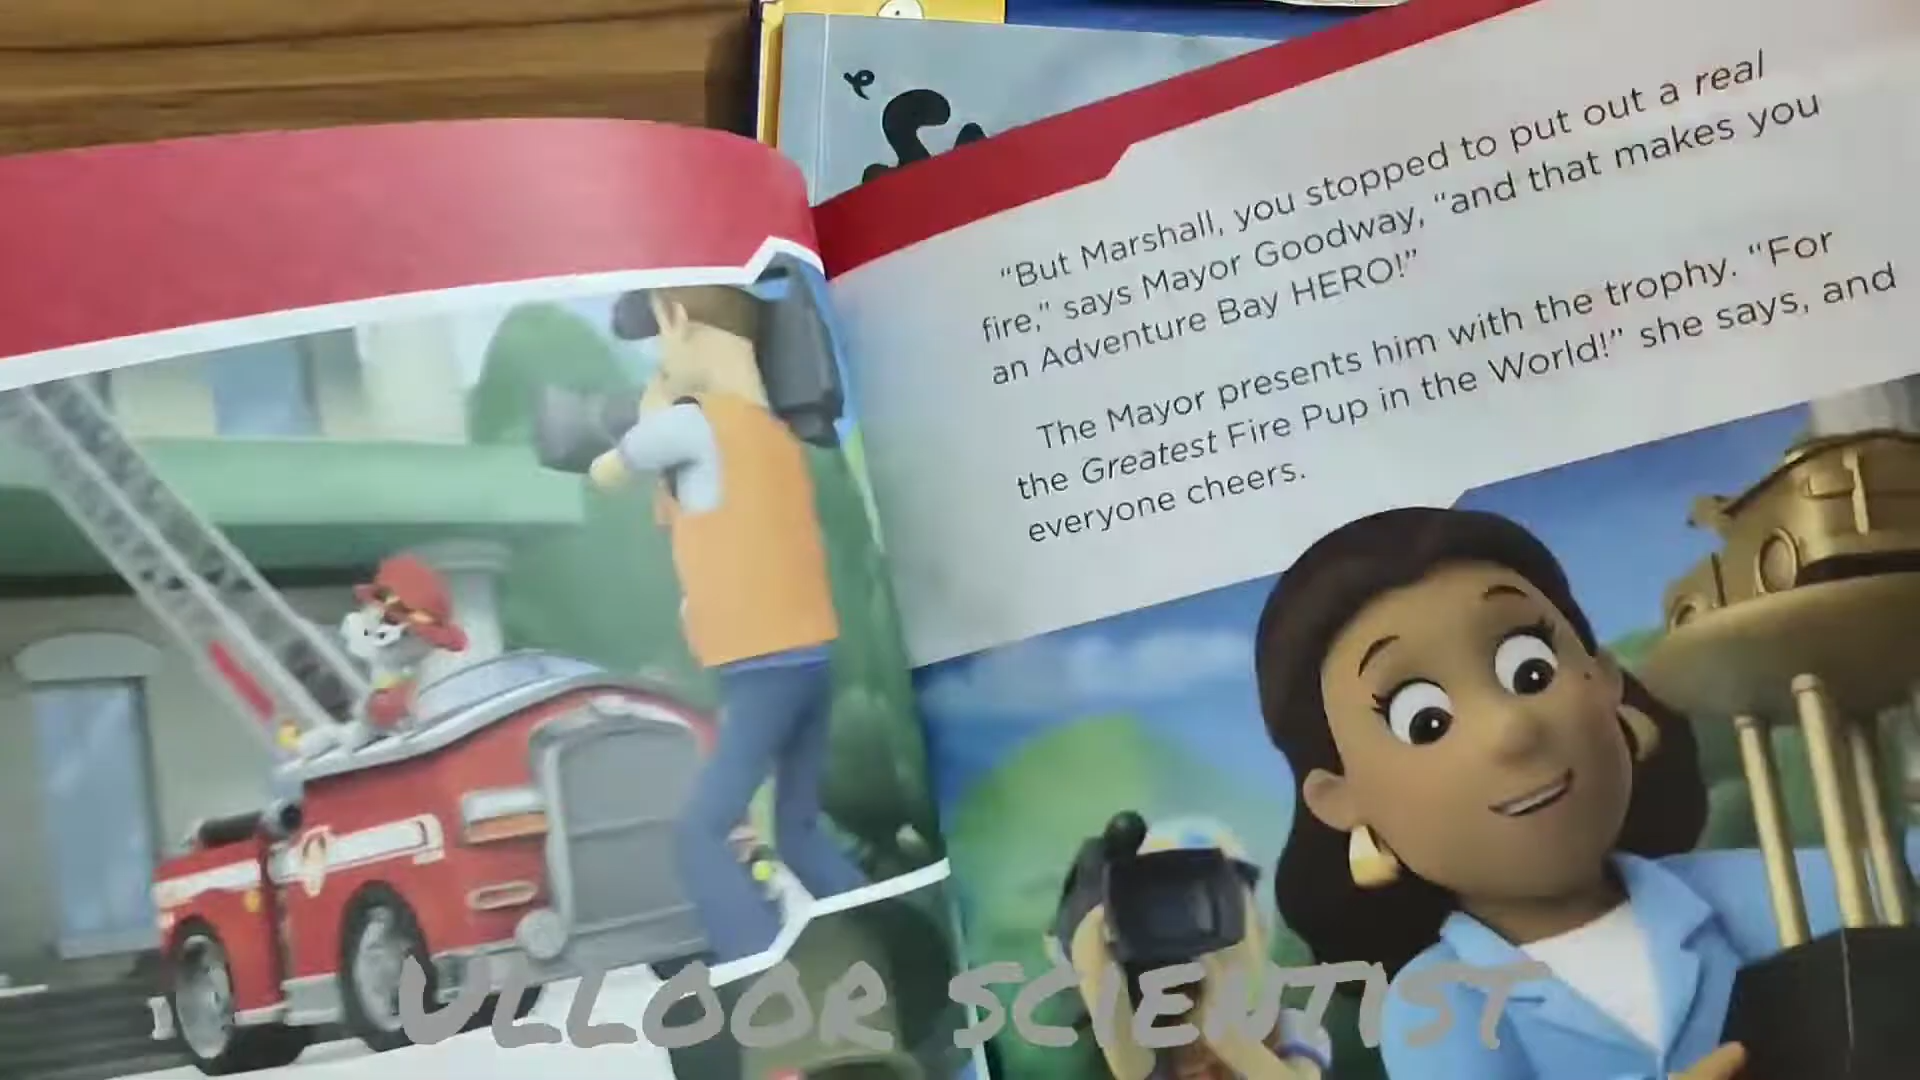 "But Marshall, you stopped to put out a real
fire," says Mayor Goodway, "and that makes you
an Adventure Bay HERO!"
The Mayor presents him with the trophy. "For
the Greatest Fire Pup in the World!" she says, and
everyone cheers.
ULLOOR SCIENTIST